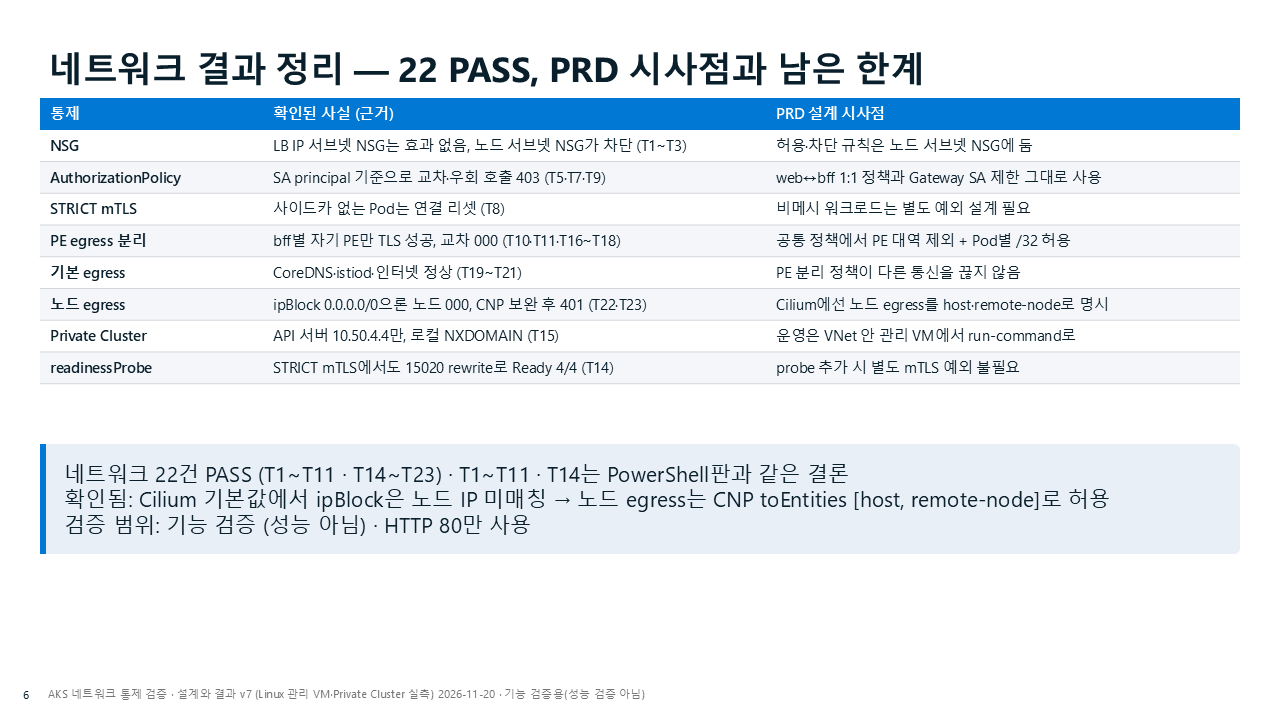 네트워크 결과 정리 — 22 PASS, PRD 시사점과 남은 한계
통제 확인된 사실 (근거) PRD 설계 시사점
NSG LB IP 서브넷 NSG는 효과 없음, 노드 서브넷 NSG가 차단 (T1~T3) 허용·차단 규칙은 노드 서브넷 NSG에 둠
AuthorizationPolicy SA principal 기준으로 교차·우회 호출 403 (T5·T7·T9) web↔bff 1:1 정책과 Gateway SA 제한 그대로 사용
STRICT mTLS 사이드카 없는 Pod는 연결 리셋 (T8) 비메시 워크로드는 별도 예외 설계 필요
PE egress 분리 bff별 자기 PE만 TLS 성공, 교차 000 (T10·T11·T16~T18) 공통 정책에서 PE 대역 제외 + Pod별 /32 허용
기본 egress CoreDNS·istiod·인터넷 정상 (T19~T21) PE 분리 정책이 다른 통신을 끊지 않음
노드 egress ipBlock 0.0.0.0/0으론 노드 000, CNP 보완 후 401 (T22·T23) Cilium에선 노드 egress를 host·remote-node로 명시
Private Cluster API 서버 10.50.4.4만, 로컬 NXDOMAIN (T15) 운영은 VNet 안 관리 VM에서 run-command로
readinessProbe STRICT mTLS에서도 15020 rewrite로 Ready 4/4 (T14) probe 추가 시 별도 mTLS 예외 불필요
네트워크 22건 PASS (T1~T11 · T14~T23) · T1~T11 · T14는 PowerShell판과 같은 결론
확인됨: Cilium 기본값에서 ipBlock은 노드 IP 미매칭 → 노드 egress는 CNP toEntities [host, remote-node]로 허용
검증 범위: 기능 검증 (성능 아님) · HTTP 80만 사용
6 AKS 네트워크 통제 검증 · 설계와 결과 v7 (Linux 관리 VM·Private Cluster 실측) 2026-11-20 · 기능 검증용(성능 검증 아님)